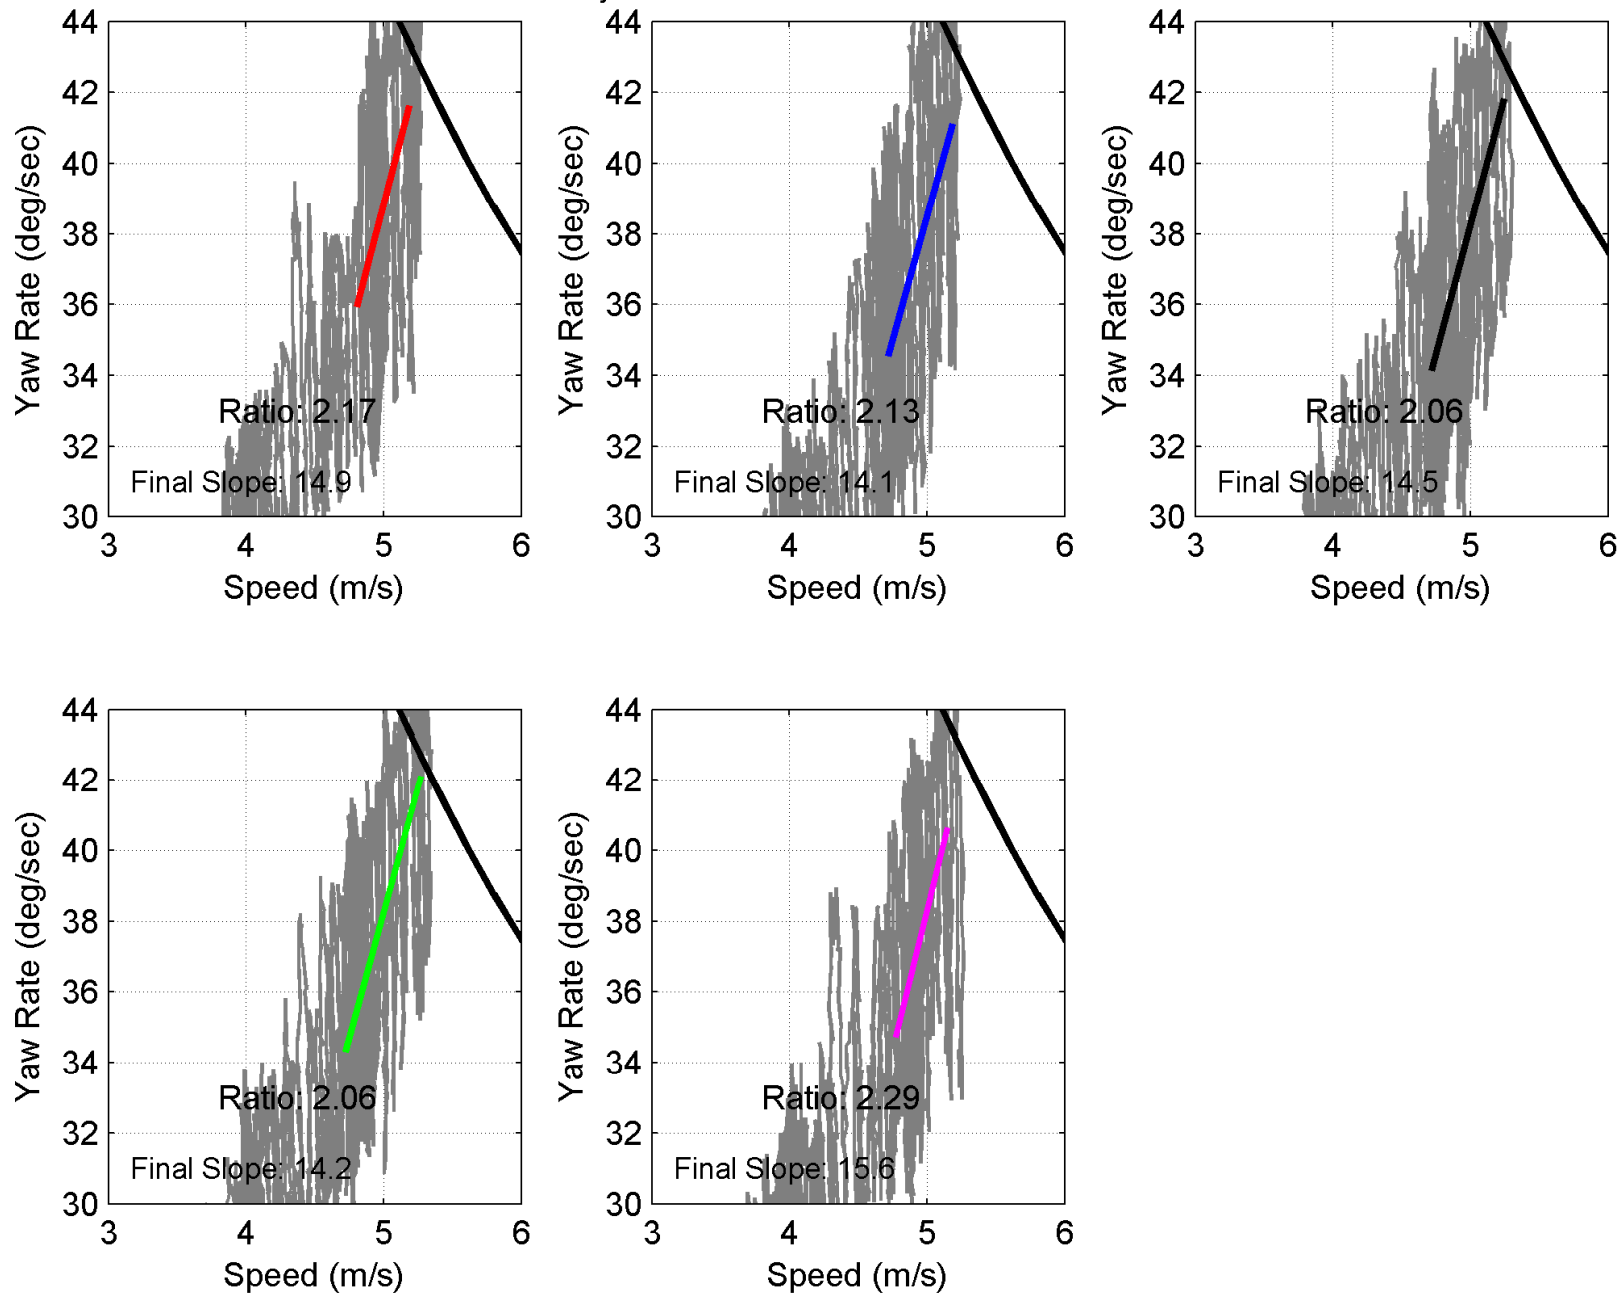 44
42
40
38
36
34
32
30
Yaw Rate (deg/sec)
Ratio: 2.17
Final Slope: 14.9
3 4 5 6
Speed (m/s)
44
42
40
38
36
34
32
30
Yaw Rate (deg/sec)
Ratio: 2.13
Final Slope: 14.1
3 4 5 6
Speed (m/s)
44
42
40
38
36
34
32
30
Yaw Rate (deg/sec)
Ratio: 2.06
Final Slope: 14.5
3 4 5 6
Speed (m/s)
44
42
40
38
36
34
32
30
Yaw Rate (deg/sec)
Ratio: 2.06
Final Slope: 14.2
3 4 5 6
Speed (m/s)
44
42
40
38
36
34
32
30
Yaw Rate (deg/sec)
Ratio: 2.29
Final Slope: 15.6
3 4 5 6
Speed (m/s)